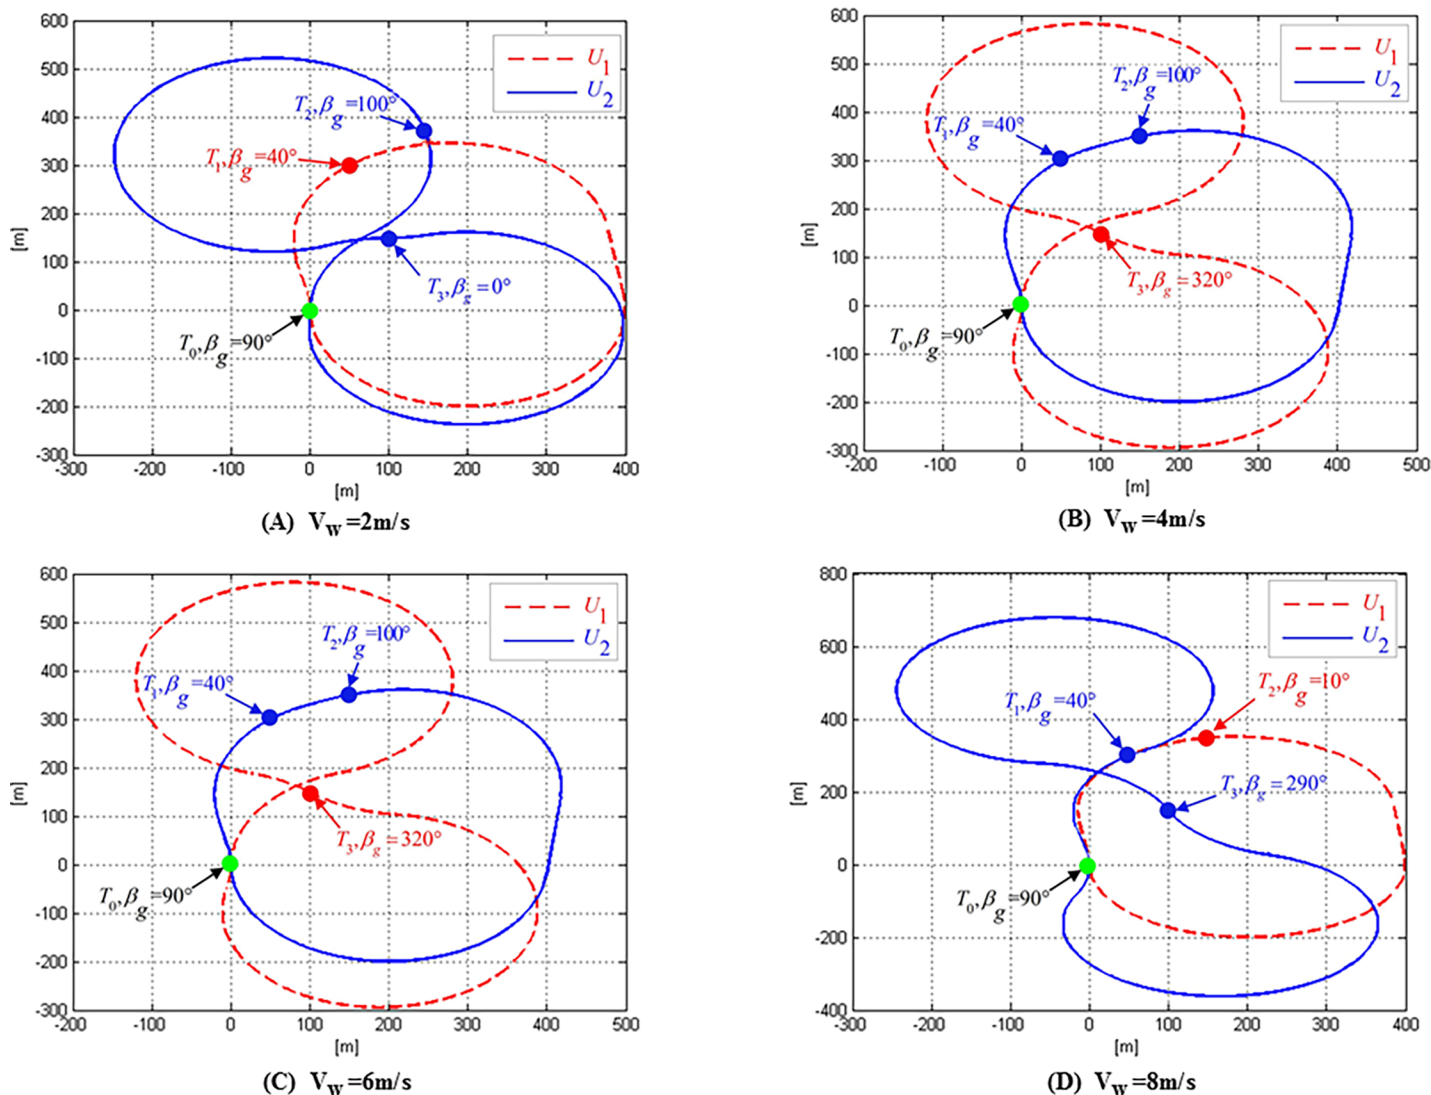 600
500
400
300
200
100
0
-100
-200
-300
-300 -200 -100 0 100 200 300 400
[m]
[m]
U1
U2
T2,βg=100°
T1,βg=40°
T3,βg=0°
T0,βg=90°
(A) VW=2m/s
600
500
400
300
200
100
0
-100
-200
-300
-200 -100 0 100 200 300 400 500
[m]
[m]
U1
U2
T2,βg=100°
T3,βg=40°
T3,βg=320°
T0,βg=90°
(B) VW=4m/s
600
500
400
300
200
100
0
-100
-200
-300
-200 -100 0 100 200 300 400 500
[m]
[m]
U1
U2
T2,βg=100°
T3,βg=40°
T3,βg=320°
T0,βg=90°
(C) VW=6m/s
800
600
400
200
0
-200
-400
-300 -200 -100 0 100 200 300 400
[m]
[m]
U1
U2
T2,βg=10°
T1,βg=40°
T3,βg=290°
T0,βg=90°
(D) VW=8m/s